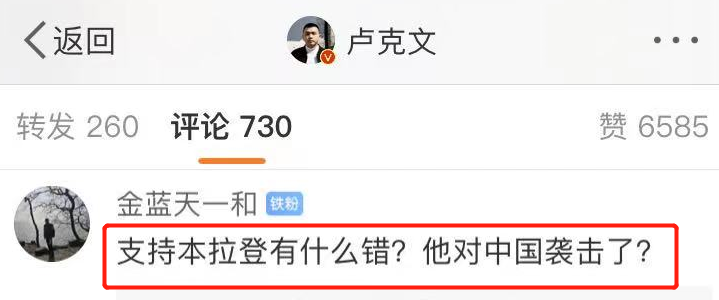 返回
卢克文
转发 260
评论 730
赞 6585
金蓝天一和 铁粉
支持本拉登有什么错？他对中国袭击了？